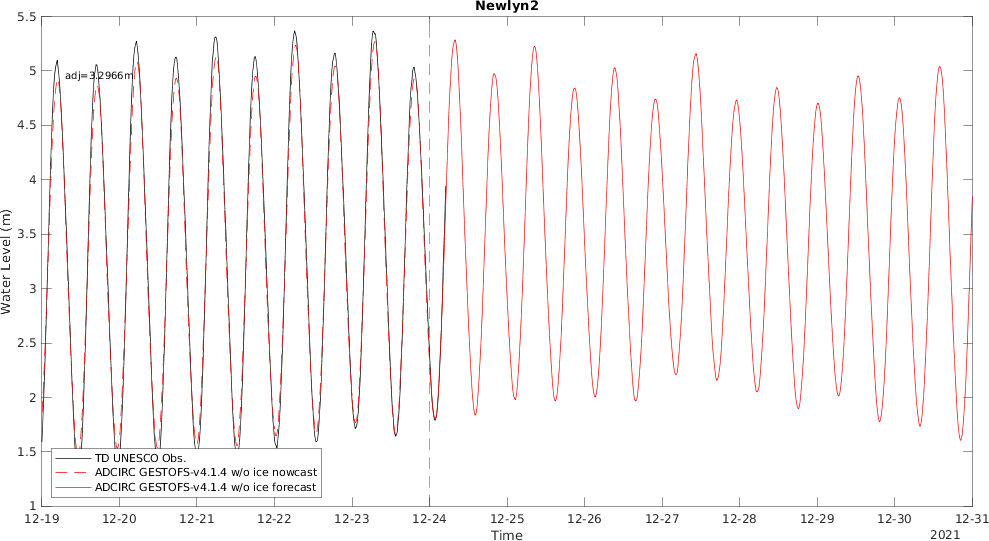 Newlyn2
5.5
5
4.5
4
3.5
3
2.5
2
1.5
1
Water Level (m)
adj=3.2966m
TD UNESCO Obs.
ADCIRC GESTOFS-v4.1.4 w/o ice nowcast
ADCIRC GESTOFS-v4.1.4 w/o ice forecast
12-19 12-20 12-21 12-22 12-23 12-24 12-25 12-26 12-27 12-28 12-29 12-30 12-31
Time
2021